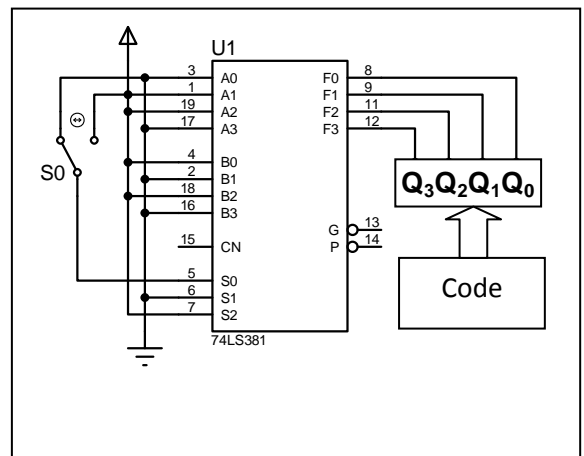 U1
3 A0 F0 8
1 A1 F1 9
19 A2 F2 11
17 A3 F3 12
4 B0
2 B1
18 B2
16 B3
S0
Q3Q2Q1Q0
G 13
P 14
15 CN
5 S0
6 S1
7 S2
74LS381
Code